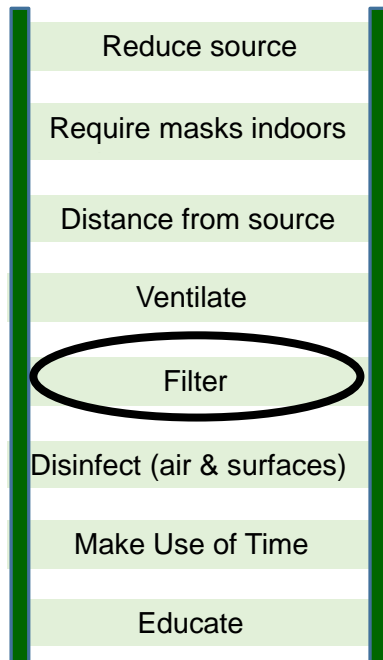 Reduce source
Require masks indoors
Distance from source
Ventilate
Filter
Disinfect (air & surfaces)
Make Use of Time
Educate